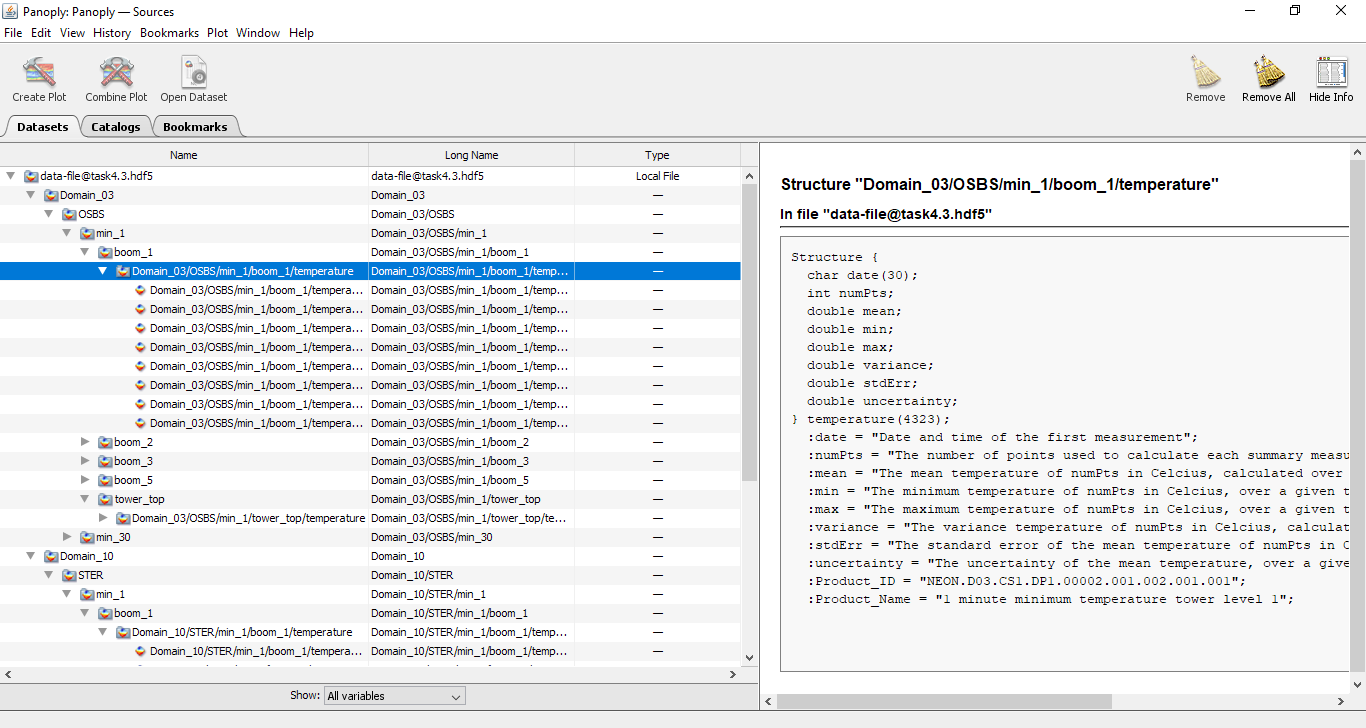 Panoply: Panoply — Sources
File Edit View History Bookmarks Plot Window Help
Create Plot Combine Plot Open Dataset Remove Remove All Hide Info
Datasets Catalogs Bookmarks
Name Long Name Type
data-file@task4.3.hdf5 data-file@task4.3.hdf5 Local File
Domain_03 Domain_03 —
OSBS Domain_03/OSBS —
min_1 Domain_03/OSBS/min_1 —
boom_1 Domain_03/OSBS/min_1/boom_1 —
Domain_03/OSBS/min_1/boom_1/temperature Domain_03/OSBS/min_1/boom_1/temp... —
Domain_03/OSBS/min_1/boom_1/tempera... Domain_03/OSBS/min_1/boom_1/temp... —
Domain_03/OSBS/min_1/boom_1/tempera... Domain_03/OSBS/min_1/boom_1/temp... —
Domain_03/OSBS/min_1/boom_1/tempera... Domain_03/OSBS/min_1/boom_1/temp... —
Domain_03/OSBS/min_1/boom_1/tempera... Domain_03/OSBS/min_1/boom_1/temp... —
Domain_03/OSBS/min_1/boom_1/tempera... Domain_03/OSBS/min_1/boom_1/temp... —
Domain_03/OSBS/min_1/boom_1/tempera... Domain_03/OSBS/min_1/boom_1/temp... —
Domain_03/OSBS/min_1/boom_1/tempera... Domain_03/OSBS/min_1/boom_1/temp... —
Domain_03/OSBS/min_1/boom_1/tempera... Domain_03/OSBS/min_1/boom_1/temp... —
boom_2 Domain_03/OSBS/min_1/boom_2 —
boom_3 Domain_03/OSBS/min_1/boom_3 —
boom_5 Domain_03/OSBS/min_1/boom_5 —
tower_top Domain_03/OSBS/min_1/tower_top —
Domain_03/OSBS/min_1/tower_top/temperature Domain_03/OSBS/min_1/tower_top/te... —
min_30 Domain_03/OSBS/min_30 —
Domain_10 Domain_10 —
STER Domain_10/STER —
min_1 Domain_10/STER/min_1 —
boom_1 Domain_10/STER/min_1/boom_1 —
Domain_10/STER/min_1/boom_1/temperature Domain_10/STER/min_1/boom_1/temp... —
Domain_10/STER/min_1/boom_1/tempera... Domain_10/STER/min_1/boom_1/temp... —
Show: All variables
Structure "Domain_03/OSBS/min_1/boom_1/temperature"
In file "data-file@task4.3.hdf5"
Structure {
char date(30);
int numPts;
double mean;
double min;
double max;
double variance;
double stdErr;
double uncertainty;
} temperature(4323);
:date = "Date and time of the first measurement";
:numPts = "The number of points used to calculate each summary measu
:mean = "The mean temperature of numPts in Celcius, calculated over
:min = "The minimum temperature of numPts in Celcius, over a given t
:max = "The maximum temperature of numPts in Celcius, over a given t
:variance = "The variance temperature of numPts in Celcius, calculat
:stdErr = "The standard error of the mean temperature of numPts in C
:uncertainty = "The uncertainty of the mean temperature, over a give
:Product_ID = "NEON.D03.CS1.DP1.00002.001.002.001.001";
:Product_Name = "1 minute minimum temperature tower level 1";